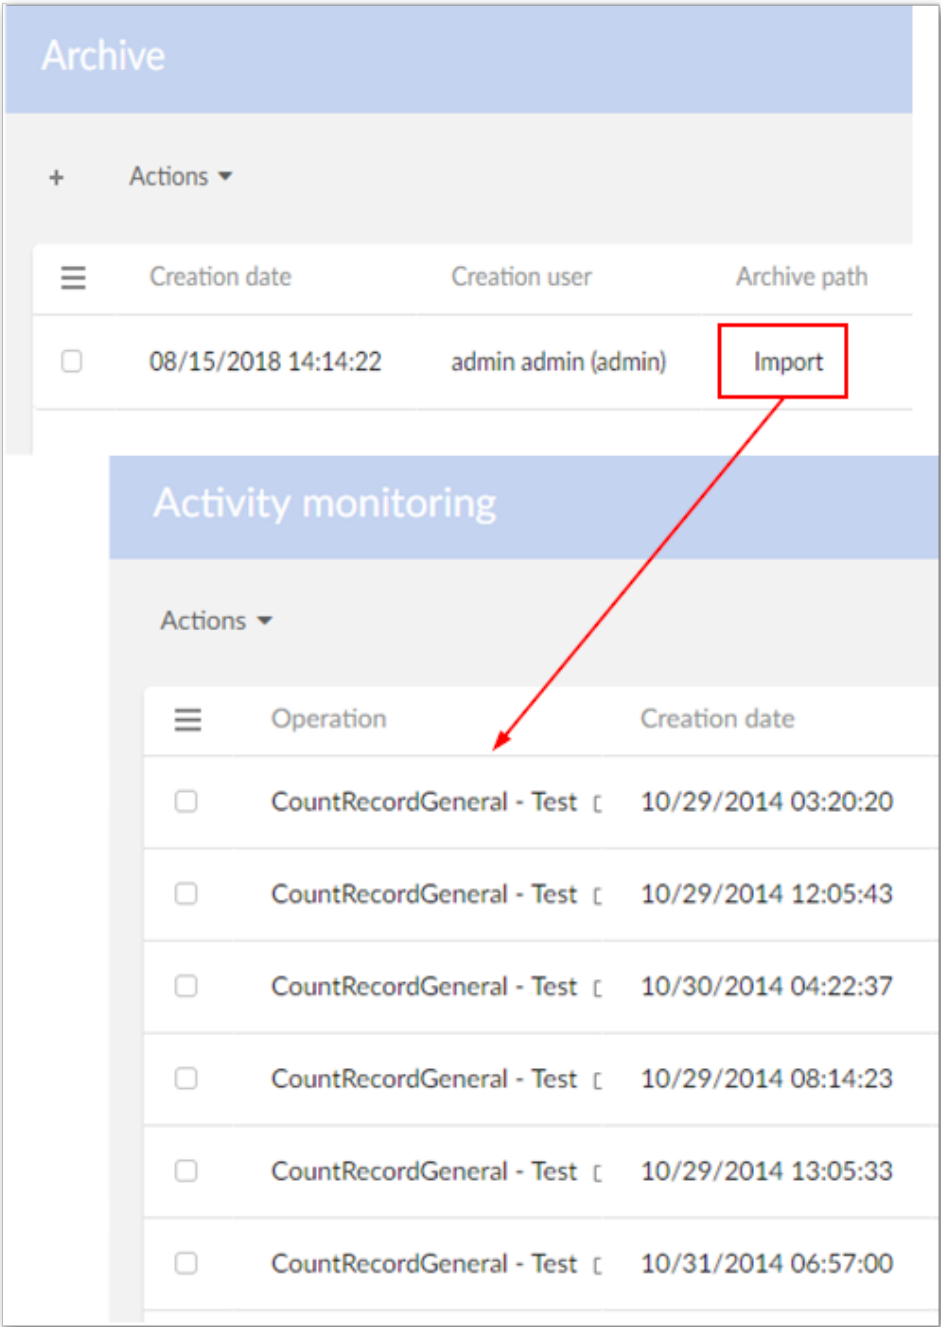 Archive
+ Actions
Creation date Creation user Archive path
08/15/2018 14:14:22 admin admin (admin) Import
Activity monitoring
Actions
Operation Creation date
CountRecordGeneral - Test 10/29/2014 03:20:20
CountRecordGeneral - Test 10/29/2014 12:05:43
CountRecordGeneral - Test 10/30/2014 04:22:37
CountRecordGeneral - Test 10/29/2014 08:14:23
CountRecordGeneral - Test 10/29/2014 13:05:33
CountRecordGeneral - Test 10/31/2014 06:57:00